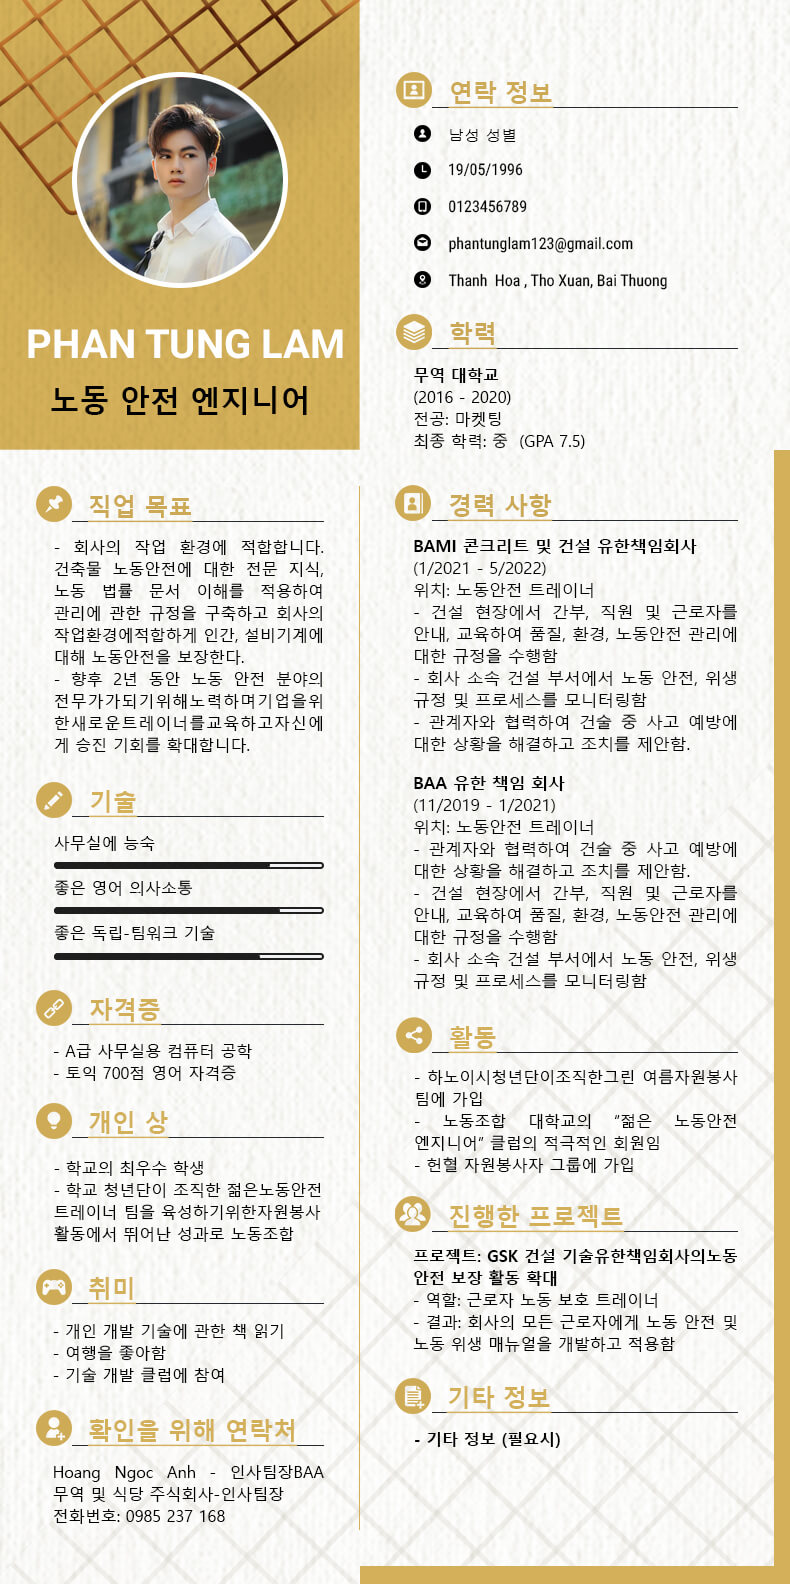 PHAN TUNG LAM
노동 안전 엔지니어
연락 정보
남성 성별
19/05/1996
0123456789
phantunglam123@gmail.com
Thanh Hoa , Tho Xuan, Bai Thuong
학력
무역 대학교
(2016 - 2020)
전공: 마켓팅
최종 학력: 중 (GPA 7.5)
직업 목표
- 회사의 작업 환경에 적합합니다.
건축물 노동안전에 대한 전문 지식,
노동 법률 문서 이해를 적용하여
관리에 관한 규정을 구축하고 회사의
작업환경에적합하게 인간, 설비기계에
대해 노동안전을 보장한다.
- 향후 2년 동안 노동 안전 분야의
전무가가되기위해노력하며기업을위
한새로운트레이너를교육하고자신에
게 승진 기회를 확대합니다.
기술
사무실에 능숙
좋은 영어 의사소통
좋은 독립-팀워크 기술
자격증
- A급 사무실용 컴퓨터 공학
- 토익 700점 영어 자격증
개인 상
- 학교의 최우수 학생
- 학교 청년단이 조직한 젊은노동안전
트레이너 팀을 육성하기위한자원봉사
활동에서 뛰어난 성과로 노동조합
취미
- 개인 개발 기술에 관한 책 읽기
- 여행을 좋아함
- 기술 개발 클럽에 참여
확인을 위해 연락처
Hoang Ngoc Anh - 인사팀장BAA
무역 및 식당 주식회사-인사팀장
전화번호: 0985 237 168
경력 사항
BAMI 콘크리트 및 건설 유한책임회사
(1/2021 - 5/2022)
위치: 노동안전 트레이너
- 건설 현장에서 간부, 직원 및 근로자를
안내, 교육하여 품질, 환경, 노동안전 관리에
대한 규정을 수행함
- 회사 소속 건설 부서에서 노동 안전, 위생
규정 및 프로세스를 모니터링함
- 관계자와 협력하여 건술 중 사고 예방에
대한 상황을 해결하고 조치를 제안함.
BAA 유한 책임 회사
(11/2019 - 1/2021)
위치: 노동안전 트레이너
- 관계자와 협력하여 건술 중 사고 예방에
대한 상황을 해결하고 조치를 제안함.
- 건설 현장에서 간부, 직원 및 근로자를
안내, 교육하여 품질, 환경, 노동안전 관리에
대한 규정을 수행함
- 회사 소속 건설 부서에서 노동 안전, 위생
규정 및 프로세스를 모니터링함
활동
- 하노이시청년단이조직한그린 여름자원봉사
팀에 가입
- 노동조합 대학교의 "젊은 노동안전
엔지니어" 클럽의 적극적인 회원임
- 헌혈 자원봉사자 그룹에 가입
진행한 프로젝트
프로젝트: GSK 건설 기술유한책임회사의노동
안전 보장 활동 확대
- 역할: 근로자 노동 보호 트레이너
- 결과: 회사의 모든 근로자에게 노동 안전 및
노동 위생 매뉴얼을 개발하고 적용함
기타 정보
- 기타 정보 (필요시)